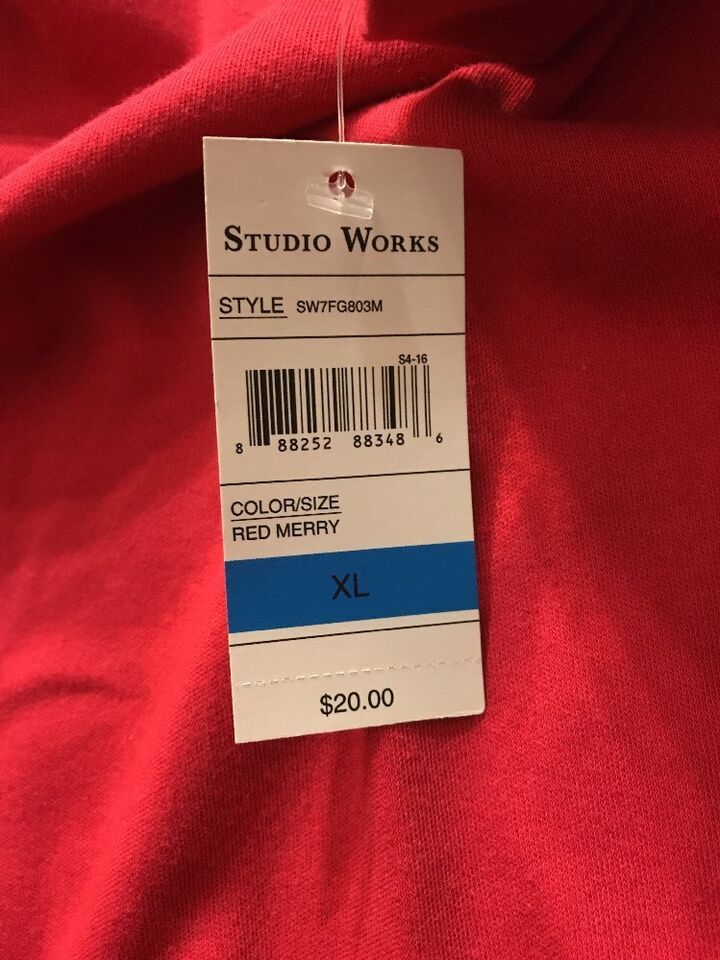 STUDIO WORKS
STYLE SW7FG803M
S4-16
8 88252 88348 6
COLOR/SIZE
RED MERRY
XL
$20.00